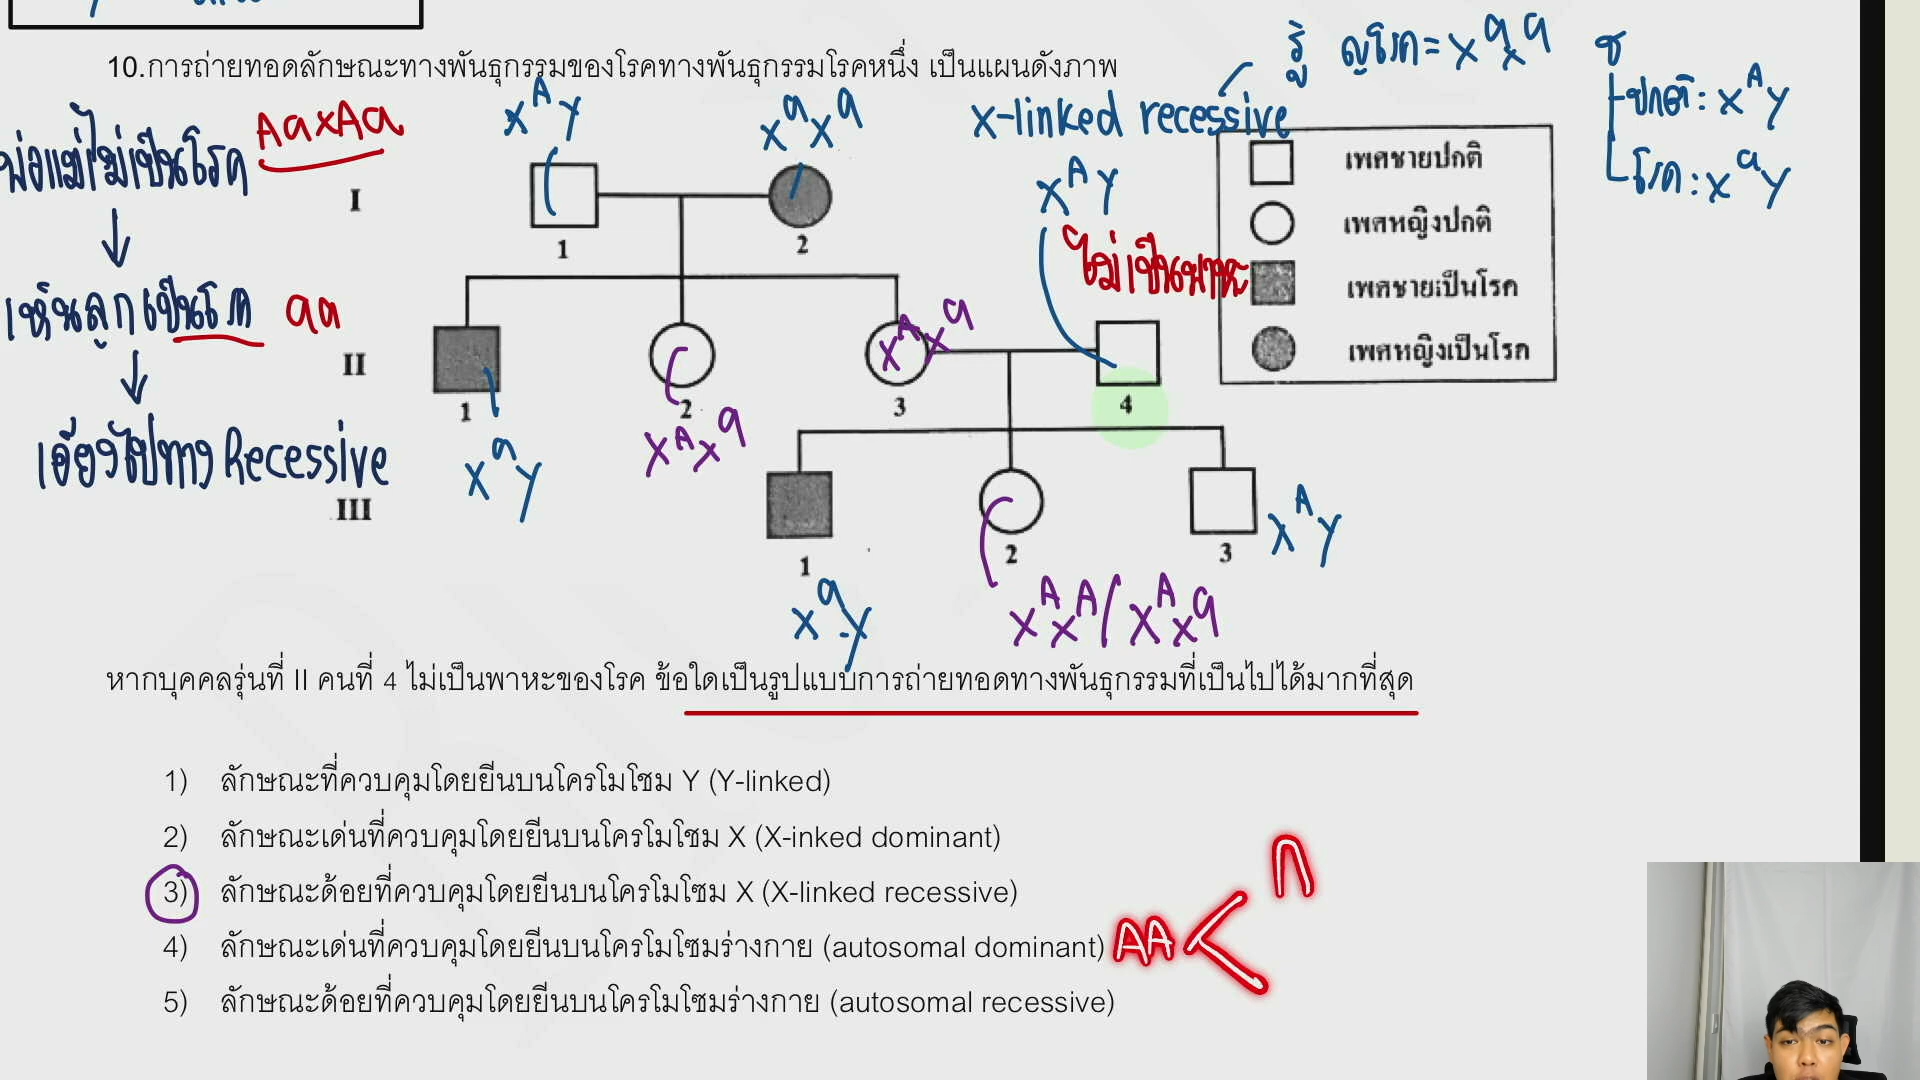 10.การถ่ายทอดลักษณะทางพันธุกรรมของโรคทางพันธุกรรมโรคหนึ่ง เป็นแผนดังภาพ
รู้ ญโรค = XᵃXᵃ
ช
ปกติ : XᴬY
โรค : XᵃY
พ่อแม่ไม่เป็นโรค AaxAa
XᴬY
XᵃXᵃ
X-linked recessive
I
1
2
XᴬY
ไม่เป็นพาหะ
เพศชายปกติ
เพศหญิงปกติ
เพศชายเป็นโรค
เพศหญิงเป็นโรค
เห็นลูกเป็นโรค aa
XᴬXᵃ
II
1
2
3
4
XᵃY
XᴬXᵃ
เอียงไปทาง Recessive
III
1
2
3
XᴬY
XᵃY
XᴬXᴬ/XᴬXᵃ
หากบุคคลรุ่นที่ II คนที่ 4 ไม่เป็นพาหะของโรค ข้อใดเป็นรูปแบบการถ่ายทอดทางพันธุกรรมที่เป็นไปได้มากที่สุด
1) ลักษณะที่ควบคุมโดยยีนบนโครโมโซม Y (Y-linked)
2) ลักษณะเด่นที่ควบคุมโดยยีนบนโครโมโซม X (X-inked dominant)
3) ลักษณะด้อยที่ควบคุมโดยยีนบนโครโมโซม X (X-linked recessive)
4) ลักษณะเด่นที่ควบคุมโดยยีนบนโครโมโซมร่างกาย (autosomal dominant)
AA < ก
5) ลักษณะด้อยที่ควบคุมโดยยีนบนโครโมโซมร่างกาย (autosomal recessive)